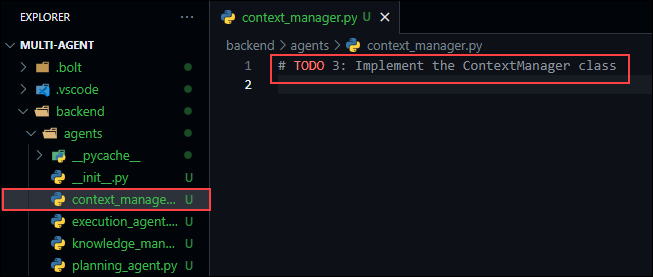 EXPLORER
MULTI-AGENT
.bolt
.vscode
backend
agents
__pycache__
__init__.py U
context_manage... U
execution_agent.... U
knowledge_man... U
planning_agent.py U
context_manager.py U
backend > agents > context_manager.py
1 # TODO 3: Implement the ContextManager class
2